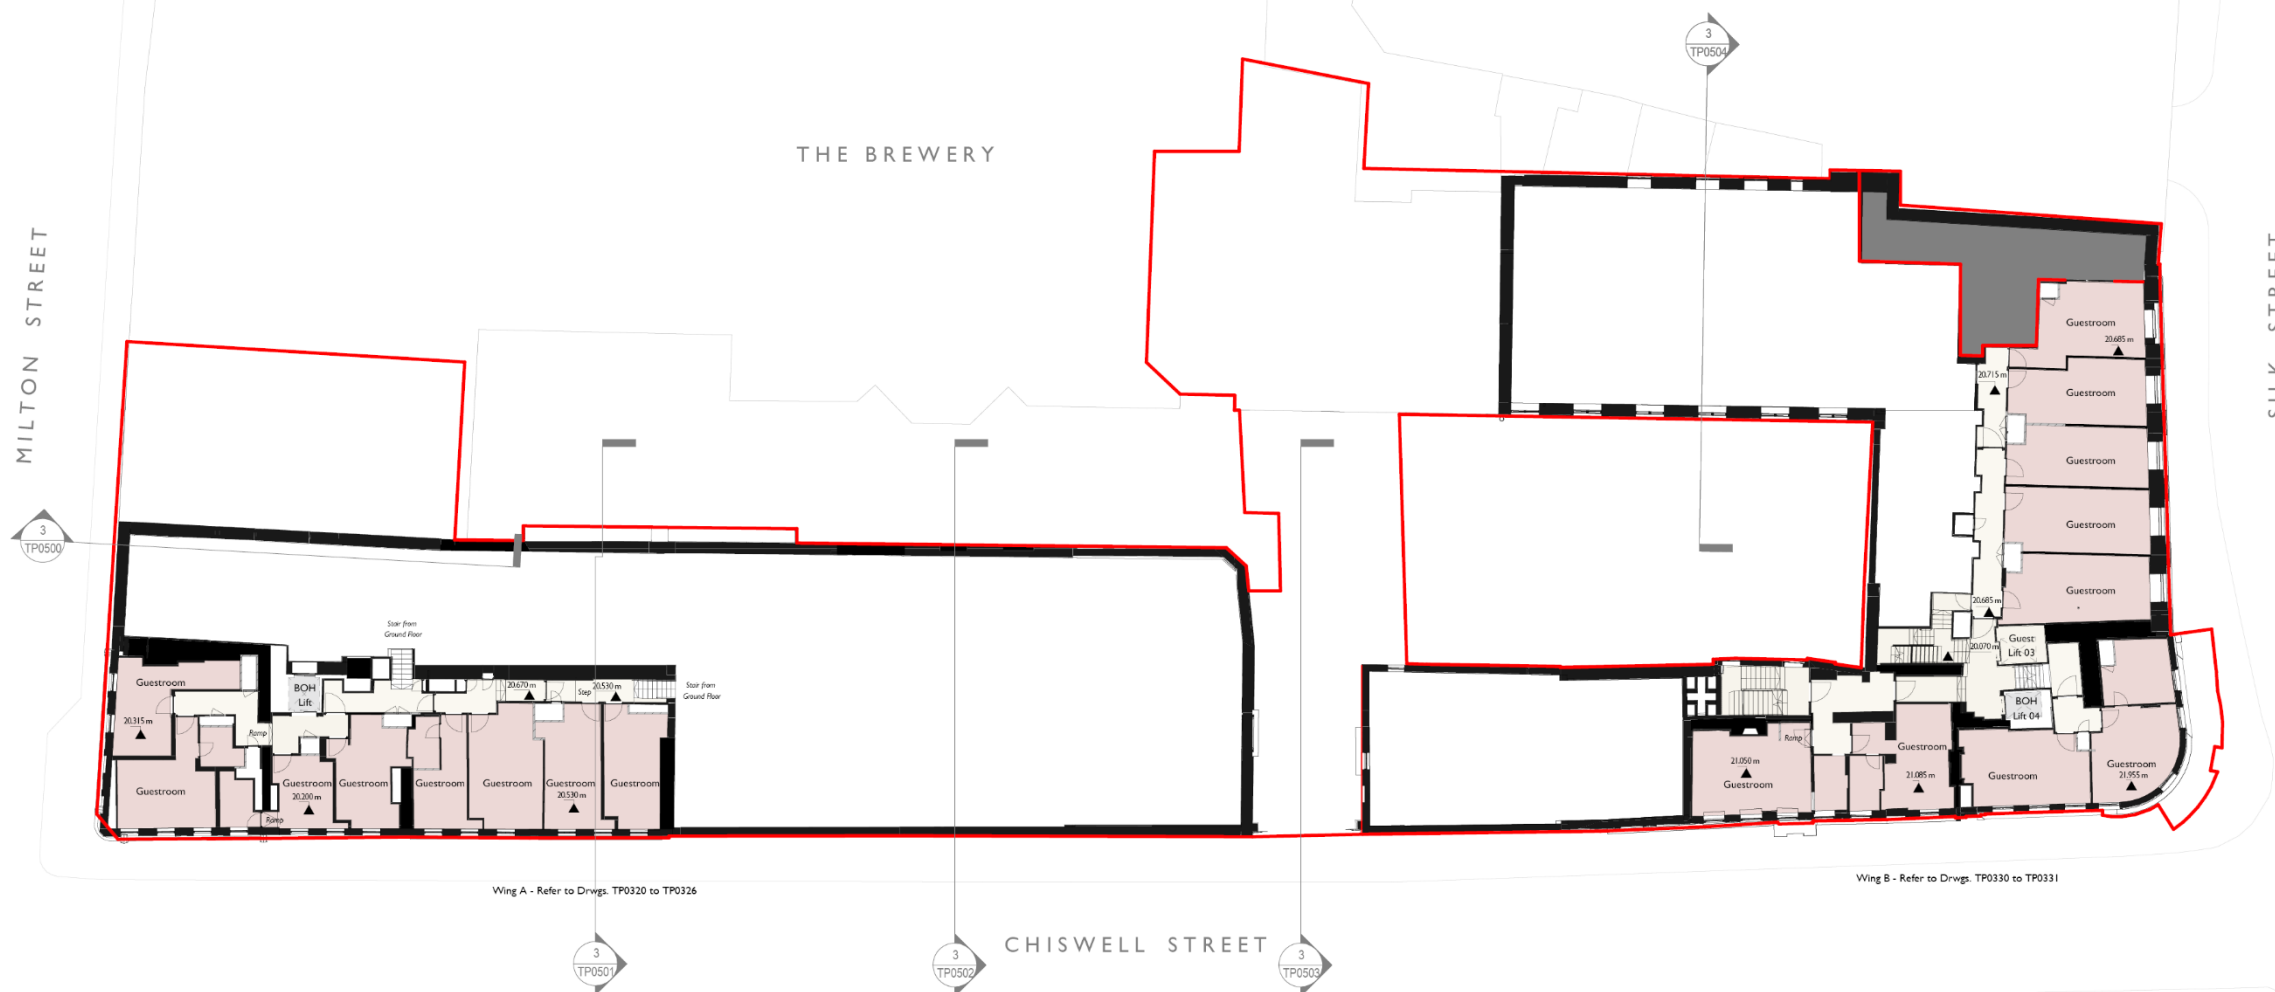 3
TP0504
THE BREWERY
MILTON STREET
SILK STREET
Guestroom
20.685 m
20.715 m
Guestroom
Guestroom
Guestroom
Guestroom
20.685 m
20.070 m
Guest
Lift 03
BOH
Lift 04
3
TP0500
Stair from
Ground Floor
Guestroom
BOH
Lift
20.670 m
Step
20.530 m
Stair from
Ground Floor
20.315 m
Ramp
Guestroom
Guestroom
20.200 m
Ramp
Guestroom
Guestroom
Guestroom
Guestroom
20.530 m
Guestroom
Ramp
21.050 m
Guestroom
Guestroom
21.085 m
Guestroom
Guestroom
21.955 m
Wing A - Refer to Drwgs. TP0320 to TP0326
Wing B - Refer to Drwgs. TP0330 to TP0331
CHISWELL STREET
3
TP0501
3
TP0502
3
TP0503